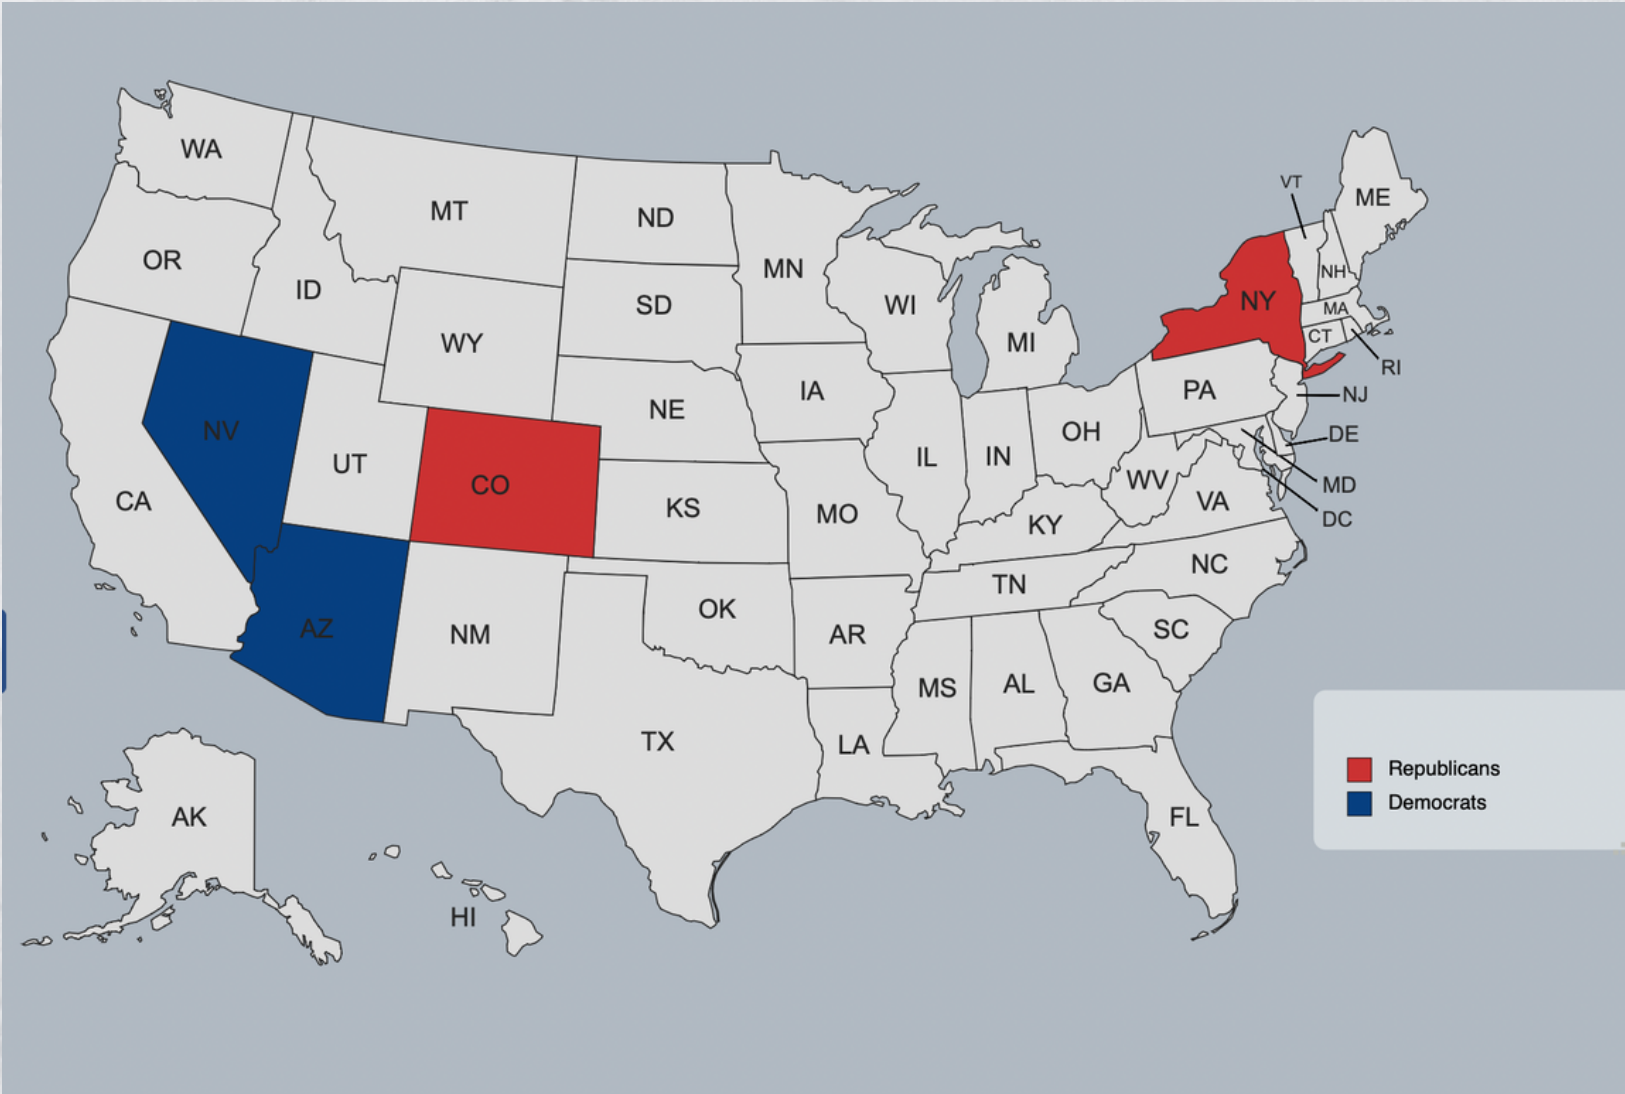 WA
MT
ND
MN
VT
ME
OR
ID
SD
WI
NH
NY
MA
WY
MI
CT
RI
IA
PA
NJ
NV
NE
OH
DE
UT
CO
IL
IN
CA
KS
MO
WV
VA
MD
KY
DC
NC
TN
AZ
NM
OK
AR
SC
MS
AL
GA
TX
LA
Republicans
Democrats
AK
FL
HI